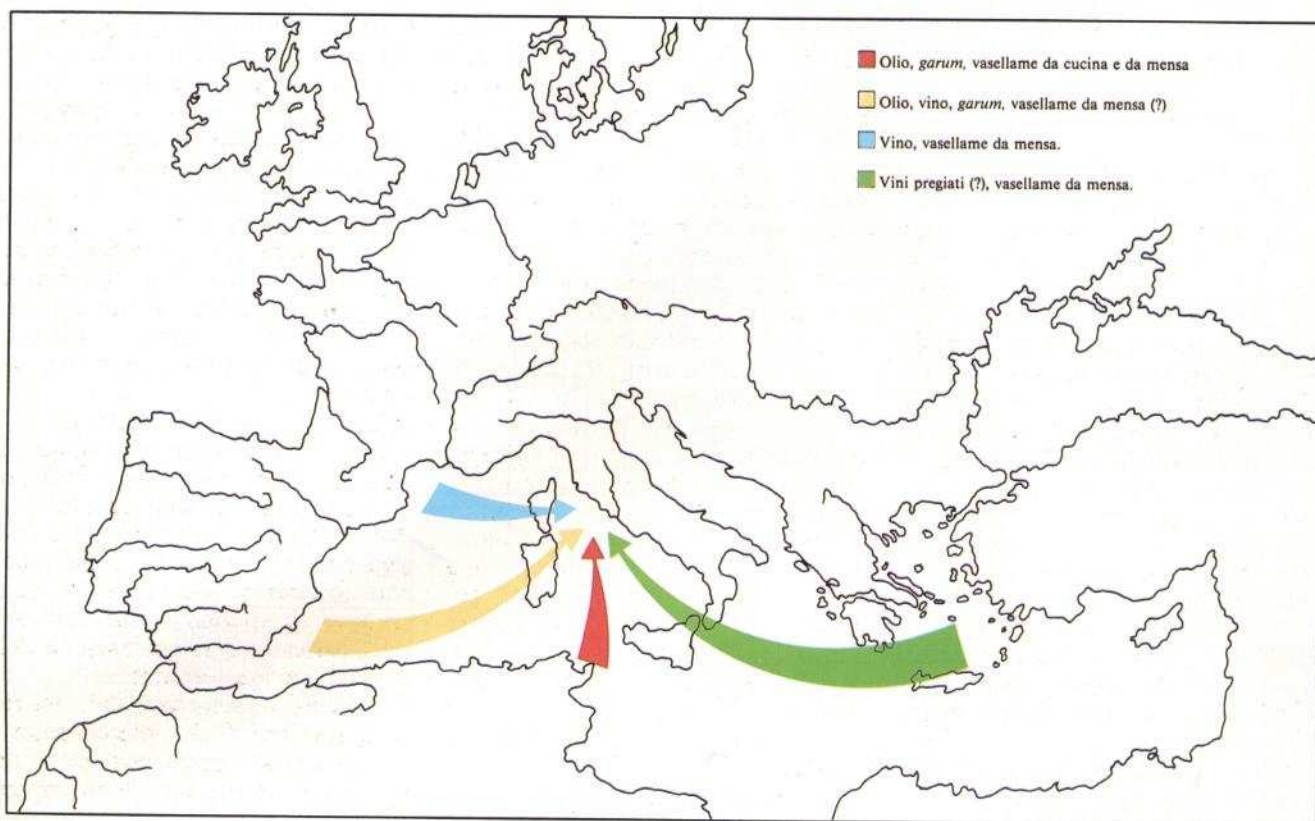 Olio, garum, vasellame da cucina e da mensa
Olio, vino, garum, vasellame da mensa (?)
Vino, vasellame da mensa.
Vini pregiati (?), vasellame da mensa.